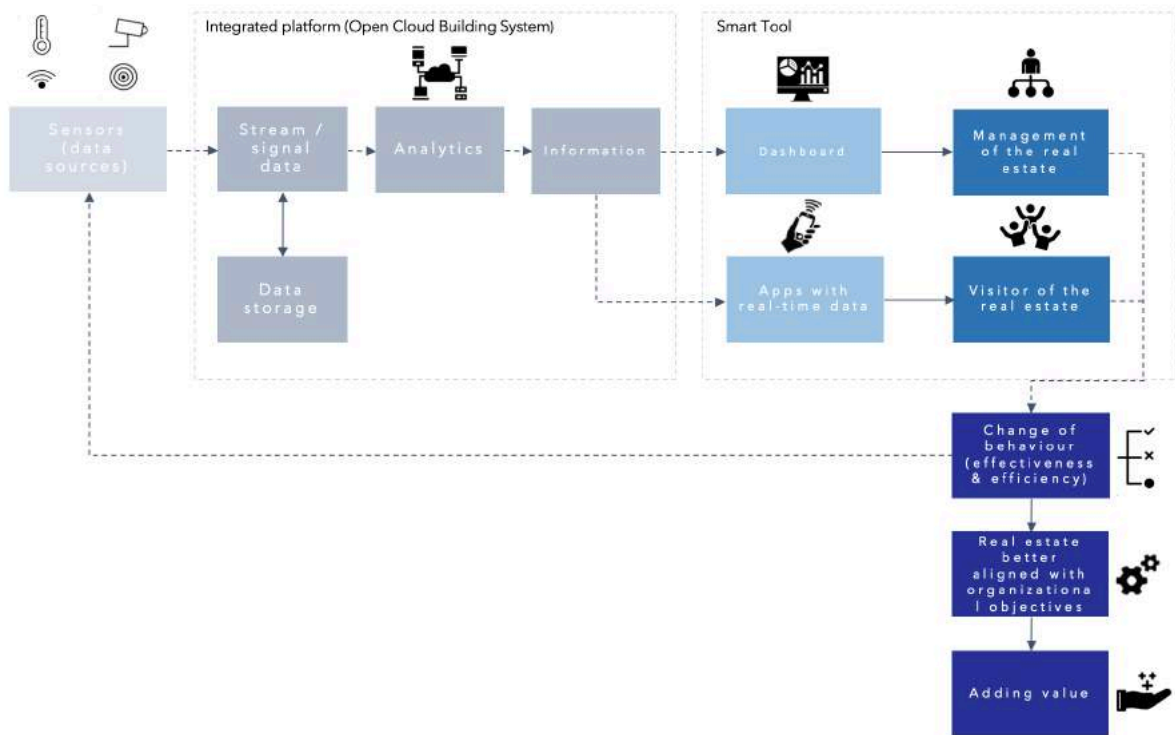 Integrated platform (Open Cloud Building System)
Smart Tool
Sensors
(data
sources)
Stream /
signal
data
Analytics
Information
Dashboard
Management
of the real
estate
Data
storage
Apps with
real-time data
Visitor of the
real estate
Change of
behaviour
(effectiveness
& efficiency)
Real estate
better
aligned with
organizationa
l objectives
Adding value